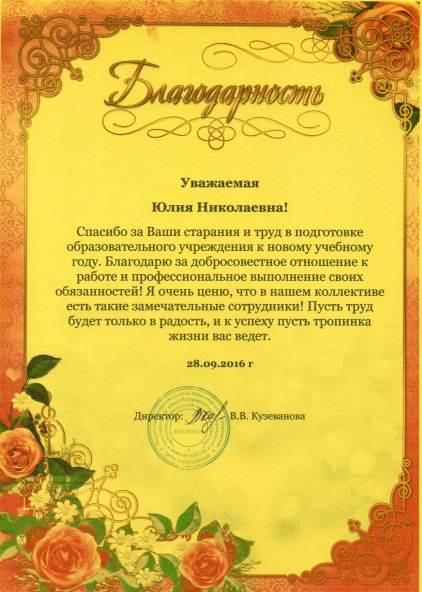 Благодарность
Уважаемая
Юлия Николаевна!
Спасибо за Ваши старания и труд в подготовке
образовательного учреждения к новому учебному
году. Благодарю за добросовестное отношение к
работе и профессиональное выполнение своих
обязанностей! Я очень ценю, что в нашем коллективе
есть такие замечательные сотрудники! Пусть труд
будет только в радость, и к успеху пусть тропинка
жизни вас ведет.
28.09.2016 г
Директор: В.В. Кузеванова